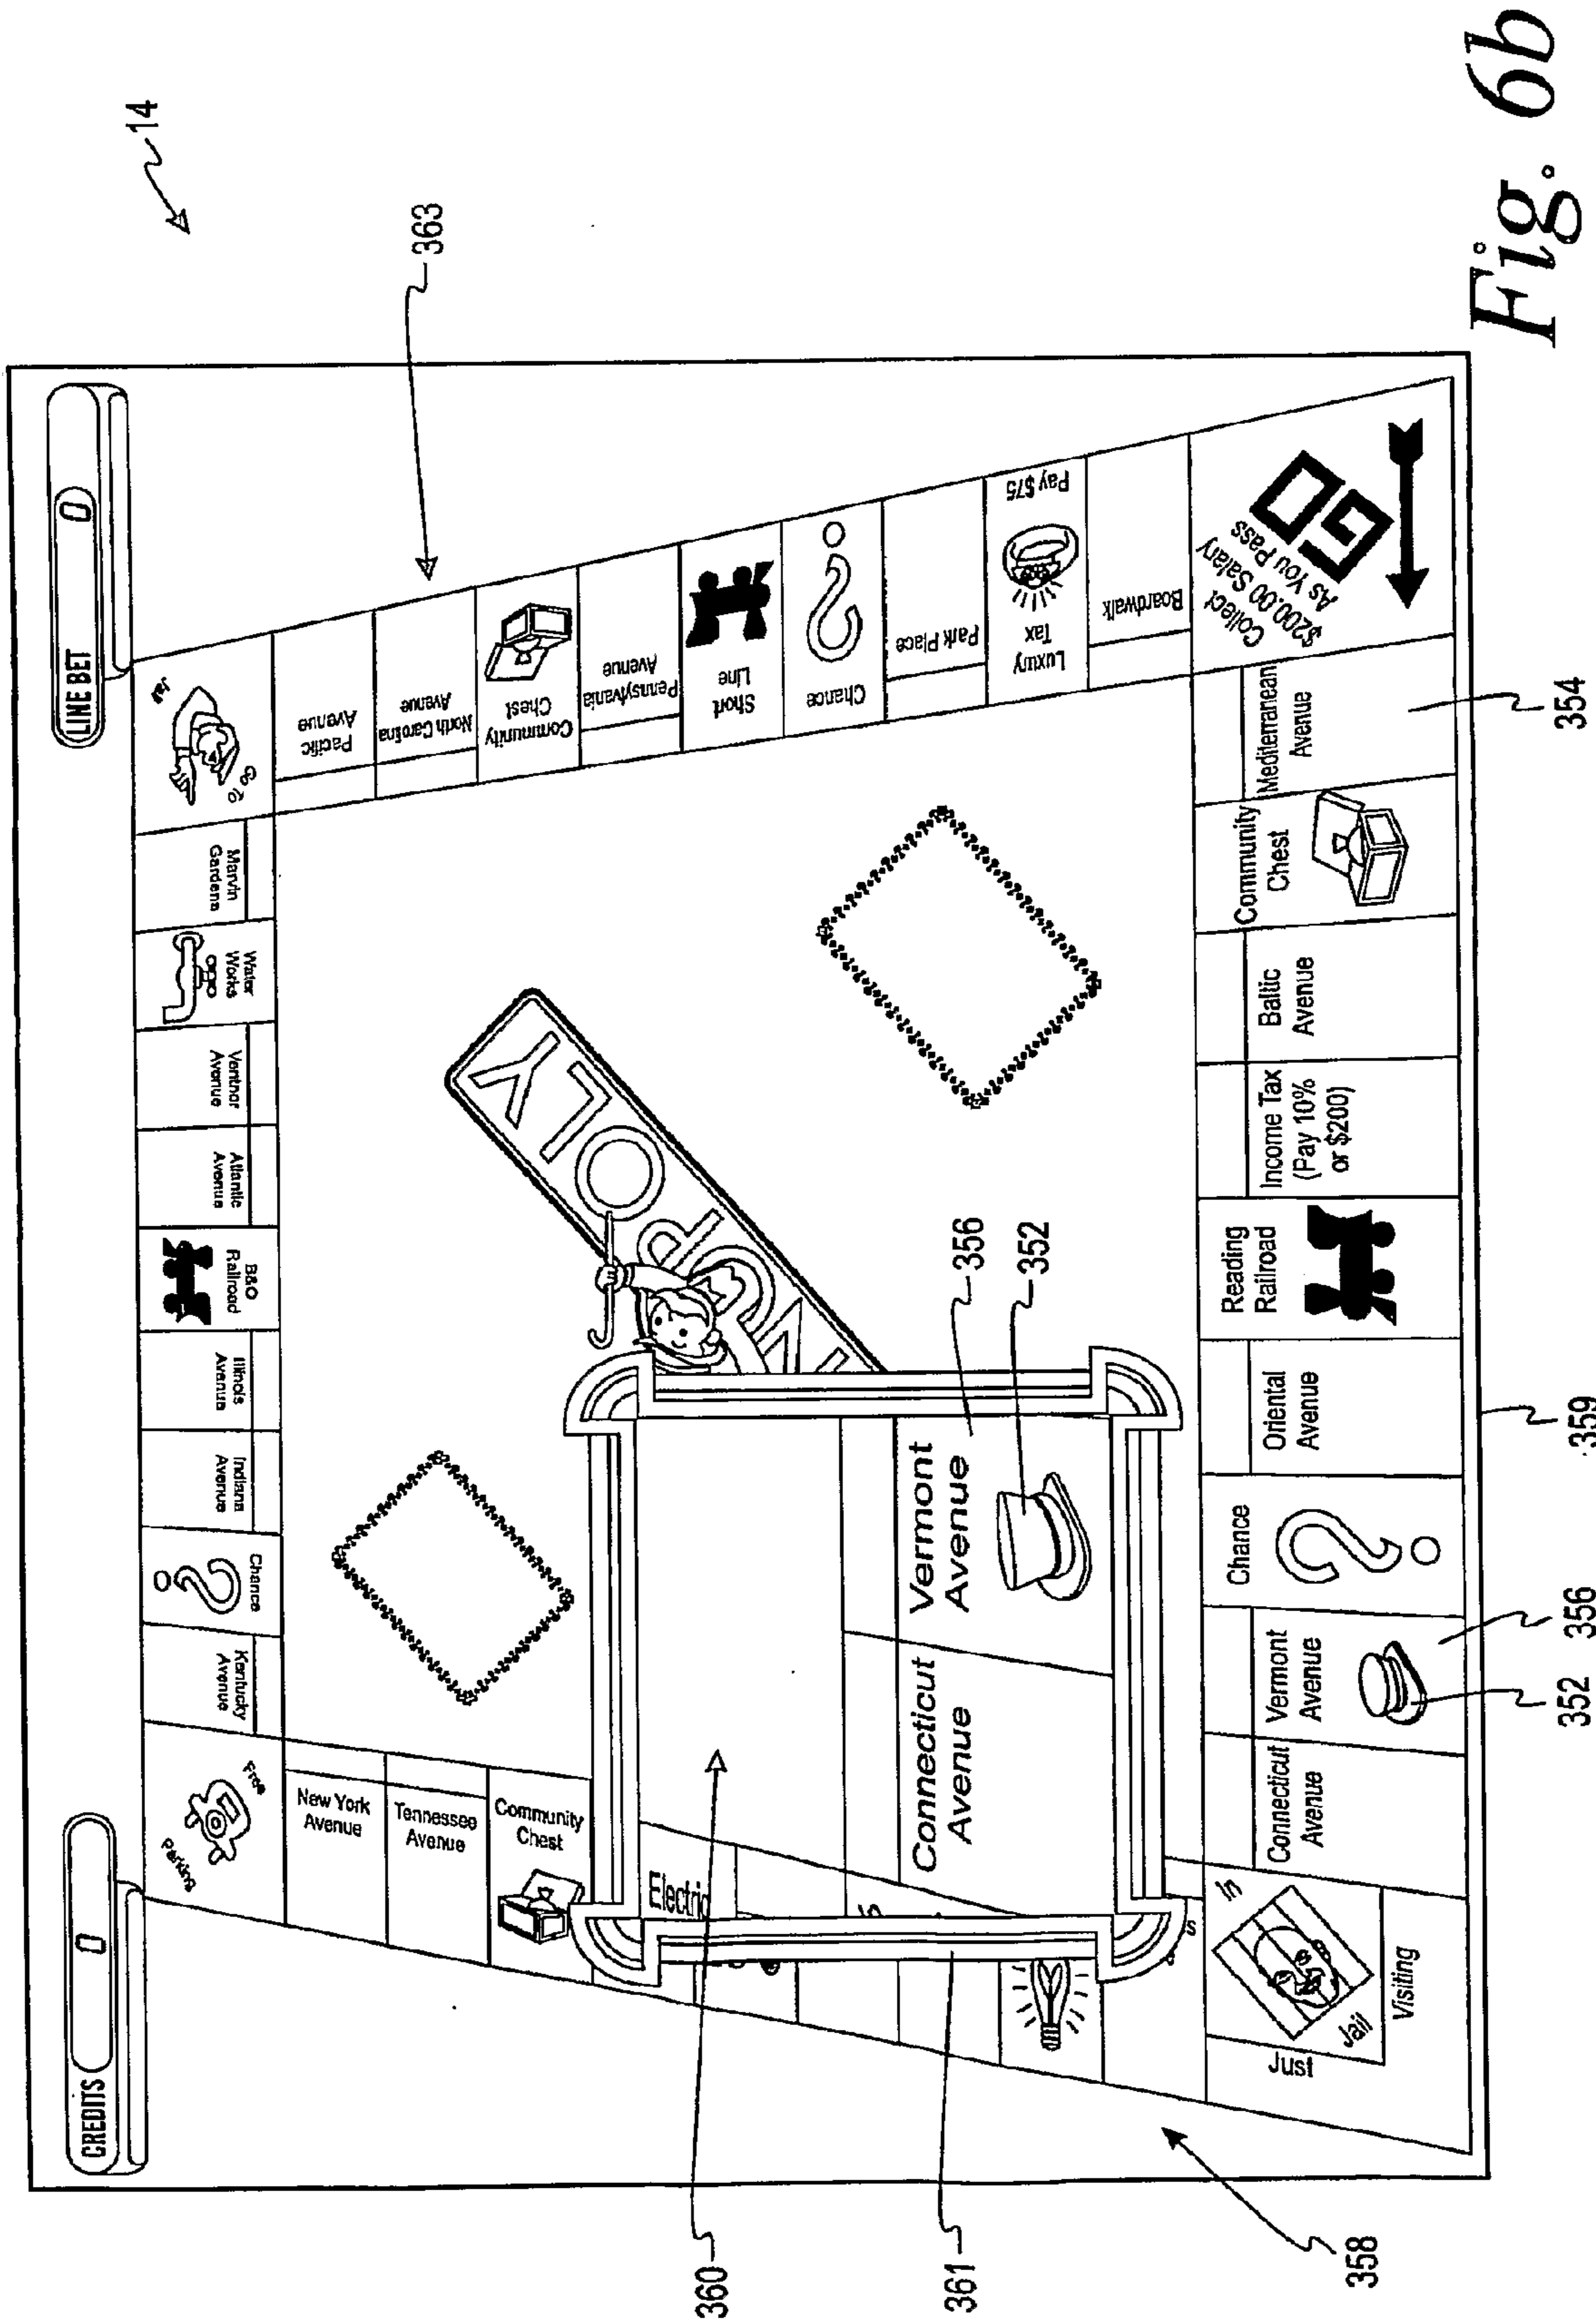 14
363
CREDITS 0
LINE BET 0
Free
Parking
Kentucky
Avenue
Chance
Indiana
Avenue
Illinois
Avenue
B&O
Railroad
Atlantic
Avenue
Ventnor
Avenue
Water
Works
Marvin
Gardens
Go To
Jail
New York
Avenue
Tennessee
Avenue
Community
Chest
Pacific
Avenue
North Carolina
Avenue
Community
Chest
Pennsylvania
Avenue
Short
Line
Chance
Park Place
Luxury
Tax
Pay $75
Boardwalk
OPOLY
Electric
Connecticut
Avenue
Vermont
Avenue
356
352
360
361
358
In
Jail
Just
Visiting
Connecticut
Avenue
Vermont
Avenue
Chance
Oriental
Avenue
Reading
Railroad
Income Tax
(Pay 10%
or $200)
Baltic
Avenue
Community
Chest
Mediterranean
Avenue
Collect
$200.00 Salary
As You Pass
GO
352
356
359
354
Fig. 6b